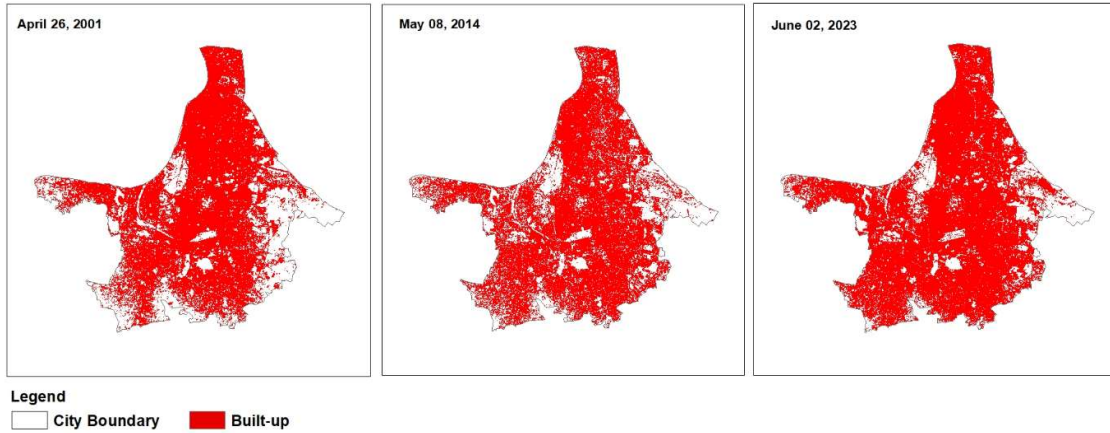 April 26, 2001
May 08, 2014
June 02, 2023
Legend
City Boundary
Built-up